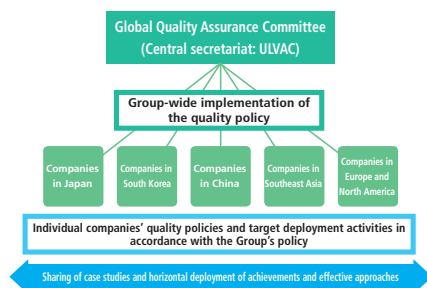 Global Quality Assurance Committee
(Central secretariat: ULVAC)
Group-wide implementation of
the quality policy
Companies
in Japan
Companies in
South Korea
Companies
in China
Companies in
Southeast Asia
Companies in
Europe and
North America
Individual companies' quality policies and target deployment activities in
accordance with the Group's policy
Sharing of case studies and horizontal deployment of achievements and effective approaches